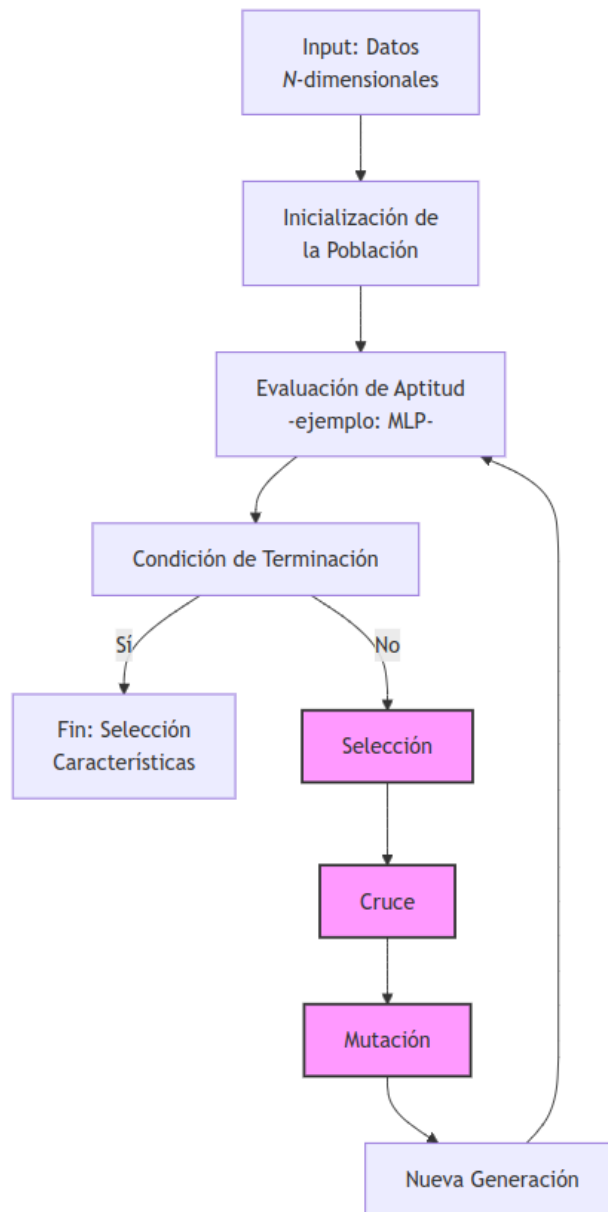 Input: Datos
N-dimensionales
Inicialización de
la Población
Evaluación de Aptitud
-ejemplo: MLP-
Condición de Terminación
Sí
No
Fin: Selección
Características
Selección
Cruce
Mutación
Nueva Generación